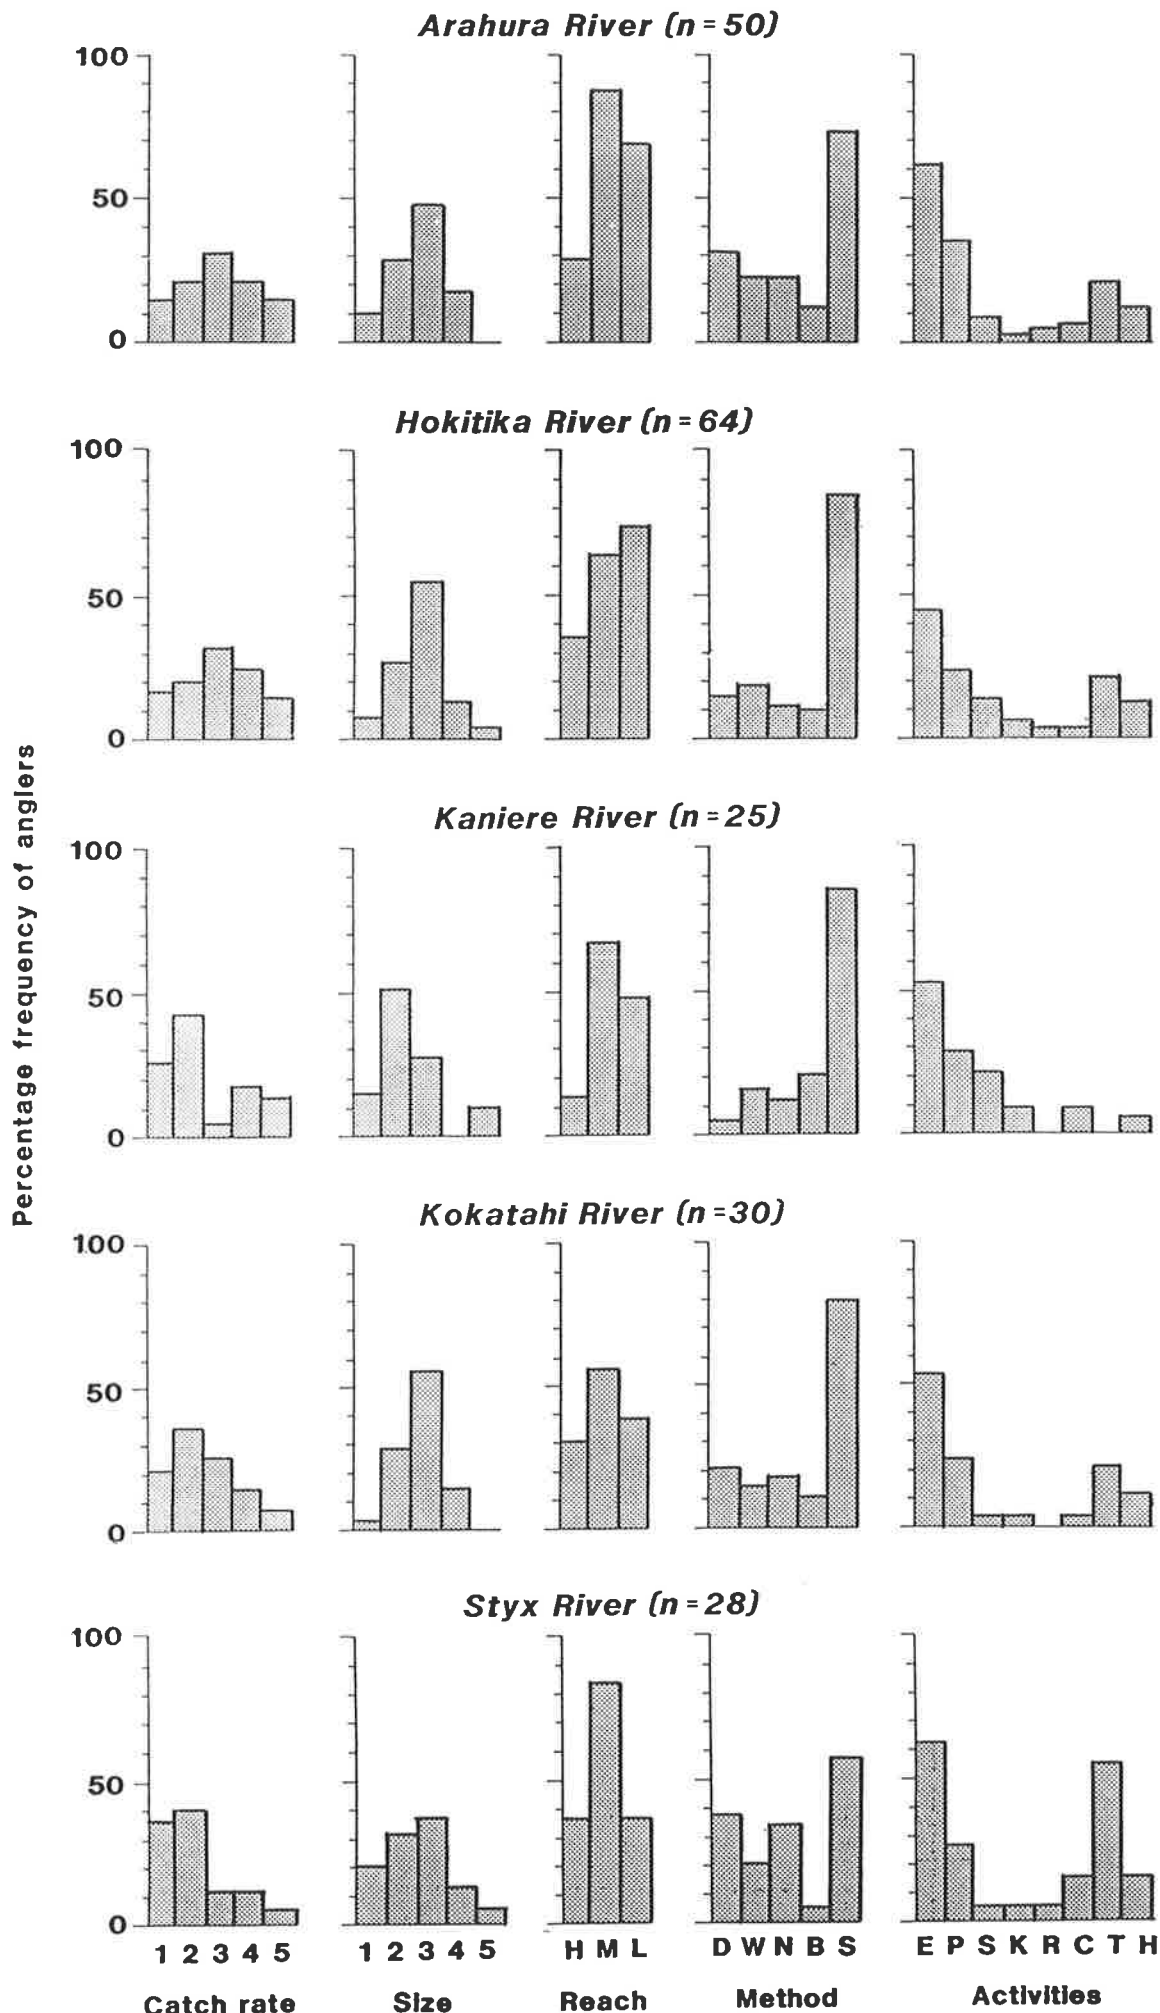 Arahura River (n = 50)
100
50
0
Hokitika River (n = 64)
100
50
0
Kaniere River (n = 25)
100
50
0
Kokatahi River (n = 30)
100
50
0
Styx River (n = 28)
100
50
0
Percentage frequency of anglers
1 2 3 4 5
1 2 3 4 5
H M L
D W N B S
E P S K R C T H
Catch rate
Size
Reach
Method
Activities